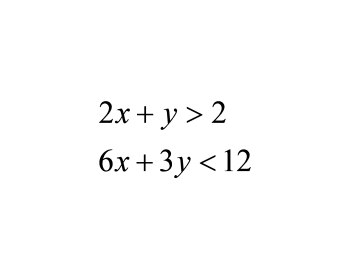 2x + y > 2
6x + 3y < 12